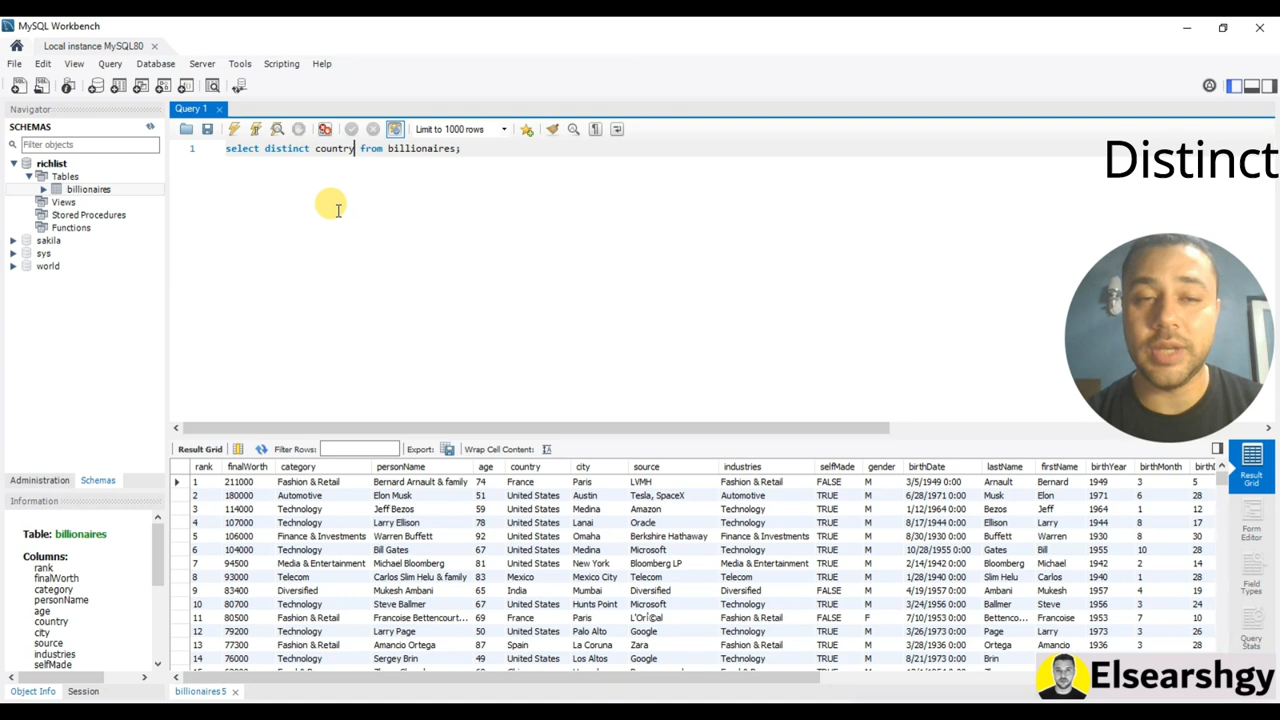 MySQL Workbench
Local instance MySQL80
File Edit View Query Database Server Tools Scripting Help
Navigator
SCHEMAS
Filter objects
richlist
Tables
billionaires
Views
Stored Procedures
Functions
sakila
sys
world
Administration Schemas
Information
Table: billionaires
Columns:
rank
finalWorth
category
personName
age
country
city
source
industries
selfMade
Object Info Session
Query 1
Limit to 1000 rows
1 select distinct country from billionaires;
Distinct
Result Grid Filter Rows: Export: Wrap Cell Content:
rank finalWorth category personName age country city source industries selfMade gender birthDate lastName firstName birthYear birthMonth
1 211000 Fashion & Retail Bernard Arnault & family 74 France Paris LVMH Fashion & Retail FALSE M 3/5/1949 0:00 Arnault Bernard 1949 3 5
2 180000 Automotive Elon Musk 51 United States Austin Tesla, SpaceX Automotive TRUE M 6/28/1971 0:00 Musk Elon 1971 6 28
3 114000 Technology Jeff Bezos 59 United States Medina Amazon Technology TRUE M 1/12/1964 0:00 Bezos Jeff 1964 1 12
4 107000 Technology Larry Ellison 78 United States Lanai Oracle Technology TRUE M 8/17/1944 0:00 Ellison Larry 1944 8 17
5 106000 Finance & Investments Warren Buffett 92 United States Omaha Berkshire Hathaway Finance & Investments TRUE M 8/30/1930 0:00 Buffett Warren 1930 8 30
6 104000 Technology Bill Gates 67 United States Medina Microsoft Technology TRUE M 10/28/1955 0:00 Gates Bill 1955 10 28
7 94500 Media & Entertainment Michael Bloomberg 81 United States New York Bloomberg LP Media & Entertainment TRUE M 2/14/1942 0:00 Bloomberg Michael 1942 2 14
8 93000 Telecom Carlos Slim Helu & family 83 Mexico Mexico City Telecom Telecom TRUE M 1/28/1940 0:00 Slim Helu Carlos 1940 1 28
9 83400 Diversified Mukesh Ambani 65 India Mumbai Diversified Diversified FALSE M 4/19/1957 0:00 Ambani Mukesh 1957 4 19
10 80700 Technology Steve Ballmer 67 United States Hunts Point Microsoft Technology TRUE M 3/24/1956 0:00 Ballmer Steve 1956 3 24
11 80500 Fashion & Retail Francoise Bettencourt... 69 France Paris L'Orï©al Fashion & Retail FALSE F 7/10/1953 0:00 Bettenco... Francoise 1953 7 10
12 79200 Technology Larry Page 50 United States Palo Alto Google Technology TRUE M 3/26/1973 0:00 Page Larry 1973 3 26
13 77300 Fashion & Retail Amancio Ortega 87 Spain La Coruna Zara Fashion & Retail TRUE M 3/28/1936 0:00 Ortega Amancio 1936 3 28
14 76000 Technology Sergey Brin 49 United States Los Altos Google Technology TRUE M 8/21/1973 0:00 Brin
Result Grid
Form Editor
Field Types
Query Stats
billionaires 5
Elsearshgy